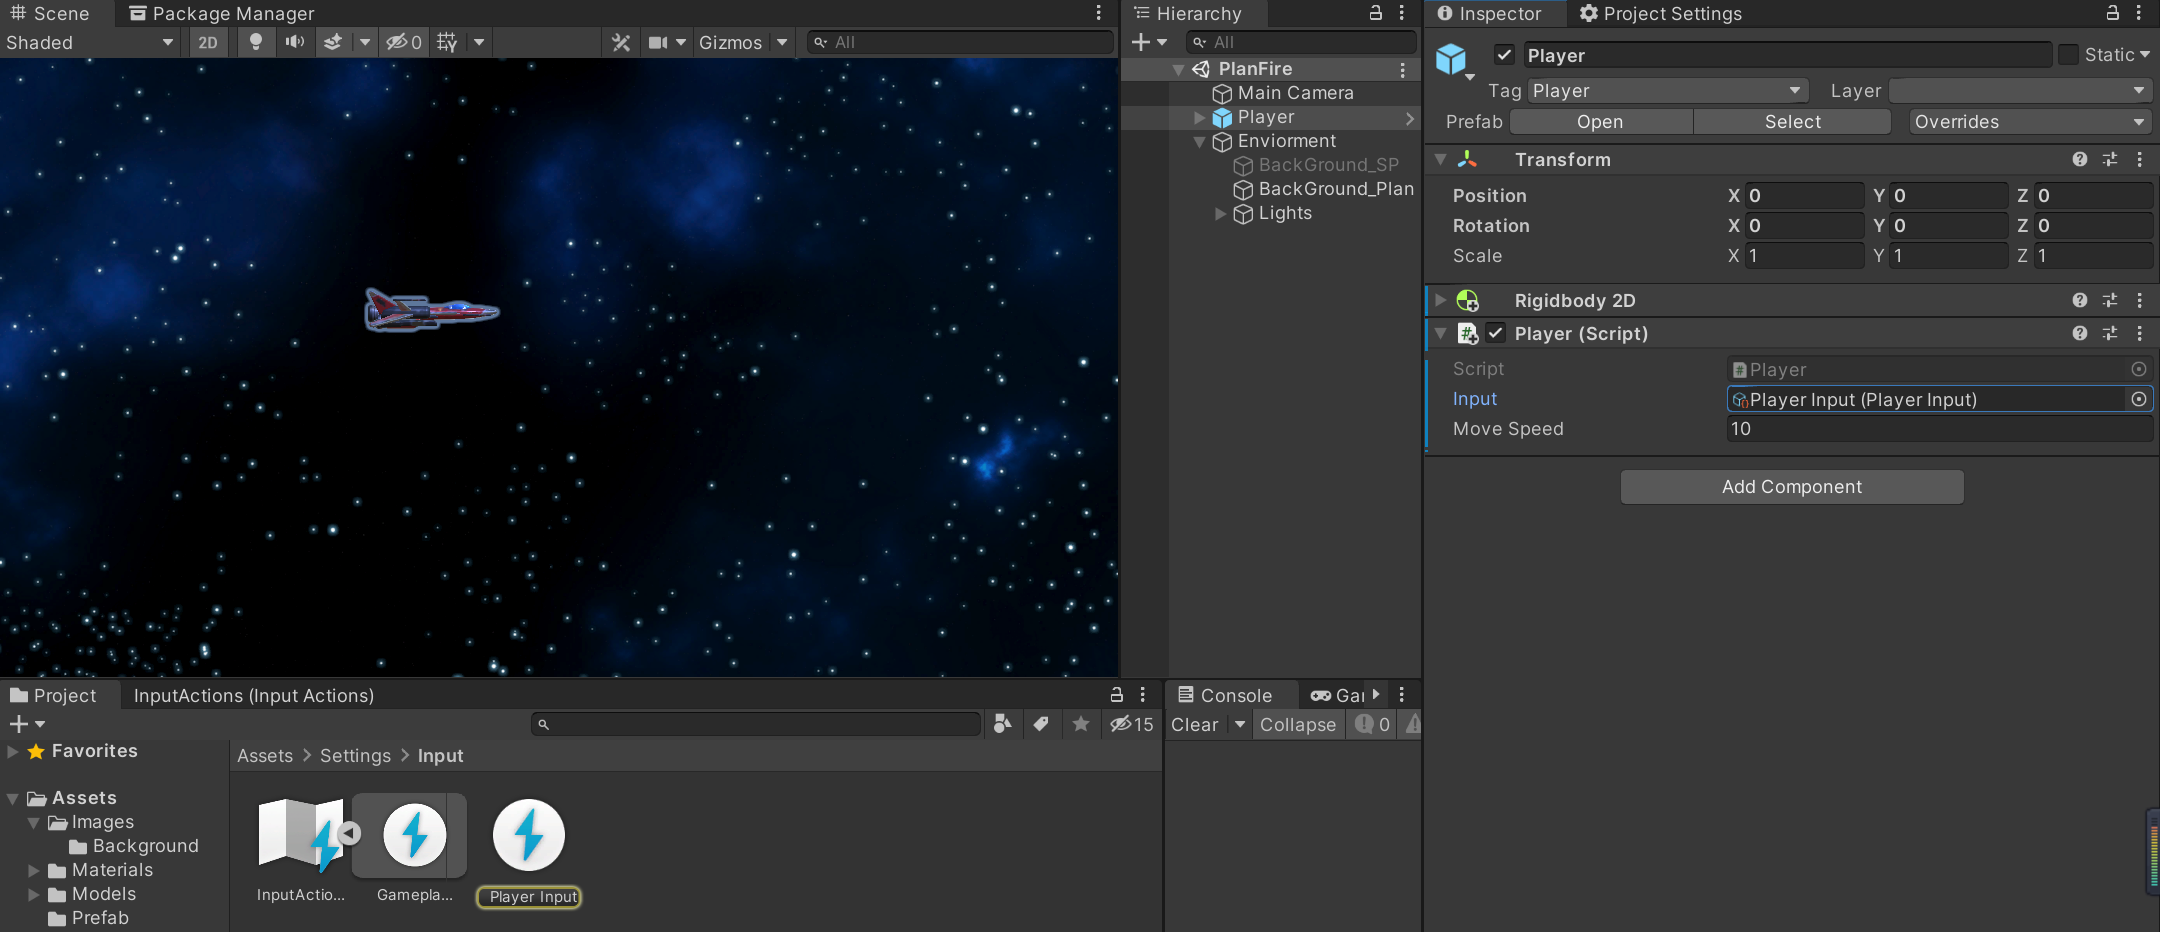 Scene
Package Manager
Shaded
2D
0
Gizmos
All
Hierarchy
All
PlanFire
Main Camera
Player
Enviorment
BackGround_SP
BackGround_Plan
Lights
Inspector
Project Settings
Player
Static
Tag Player
Layer
Prefab Open Select Overrides
Transform
Position X 0 Y 0 Z 0
Rotation X 0 Y 0 Z 0
Scale X 1 Y 1 Z 1
Rigidbody 2D
# Player (Script)
Script # Player
Input Player Input (Player Input)
Move Speed 10
Add Component
Project
InputActions (Input Actions)
15
Favorites
Assets
Images
Background
Materials
Models
Prefab
Assets > Settings > Input
InputActio...
Gamepla...
Player Input
Console
Gar
Clear Collapse 0